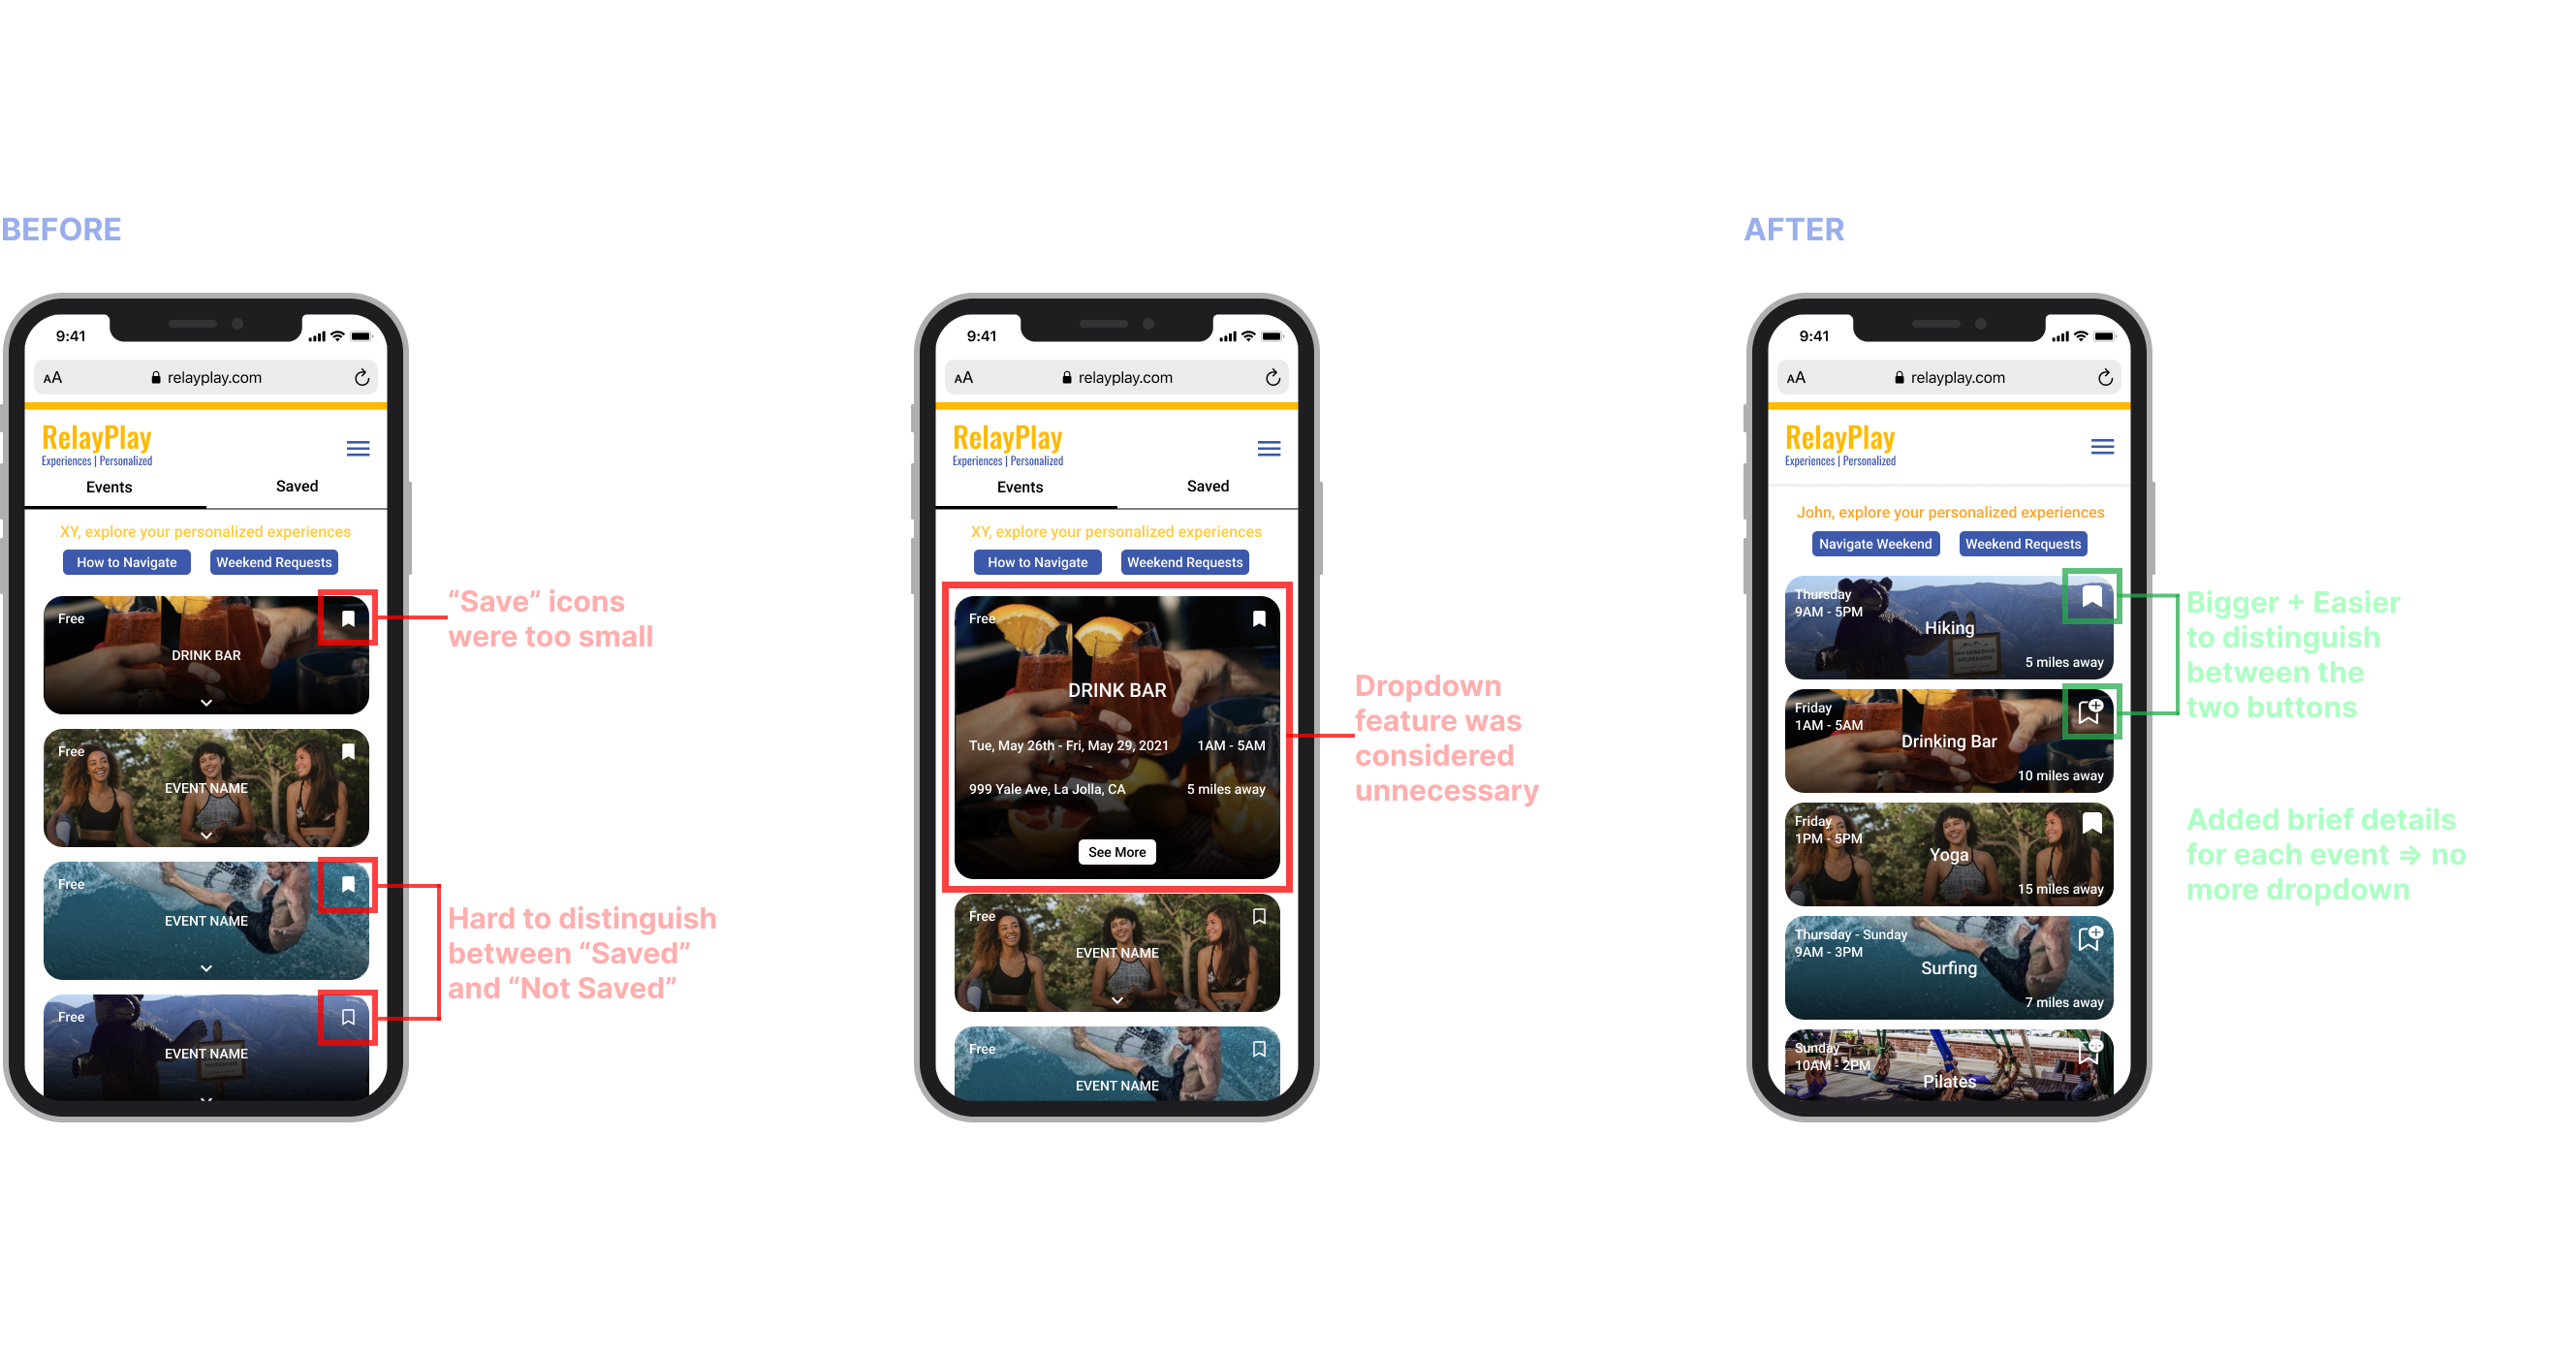 BEFORE
AFTER
9:41
AA
relayplay.com
RelayPlay
Experiences | Personalized
Events
Saved
XY, explore your personalized experiences
How to Navigate
Weekend Requests
Free
DRINK BAR
Free
EVENT NAME
Free
EVENT NAME
Free
EVENT NAME
“Save” icons
were too small
Hard to distinguish
between “Saved”
and “Not Saved”
9:41
AA
relayplay.com
RelayPlay
Experiences | Personalized
Events
Saved
XY, explore your personalized experiences
How to Navigate
Weekend Requests
Free
DRINK BAR
Tue, May 26th - Fri, May 29, 2021
1AM - 5AM
999 Yale Ave, La Jolla, CA
5 miles away
See More
Free
EVENT NAME
Free
EVENT NAME
Dropdown
feature was
considered
unnecessary
9:41
AA
relayplay.com
RelayPlay
Experiences | Personalized
John, explore your personalized experiences
Navigate Weekend
Weekend Requests
Thursday
9AM - 5PM
Hiking
SAN GORGONIO
WILDERNESS
5 miles away
Friday
1AM - 5AM
Drinking Bar
10 miles away
Friday
1PM - 5PM
Yoga
15 miles away
Thursday - Sunday
9AM - 3PM
Surfing
7 miles away
Sunday
10AM - 2PM
Pilates
Bigger + Easier
to distinguish
between the
two buttons
Added brief details
for each event => no
more dropdown